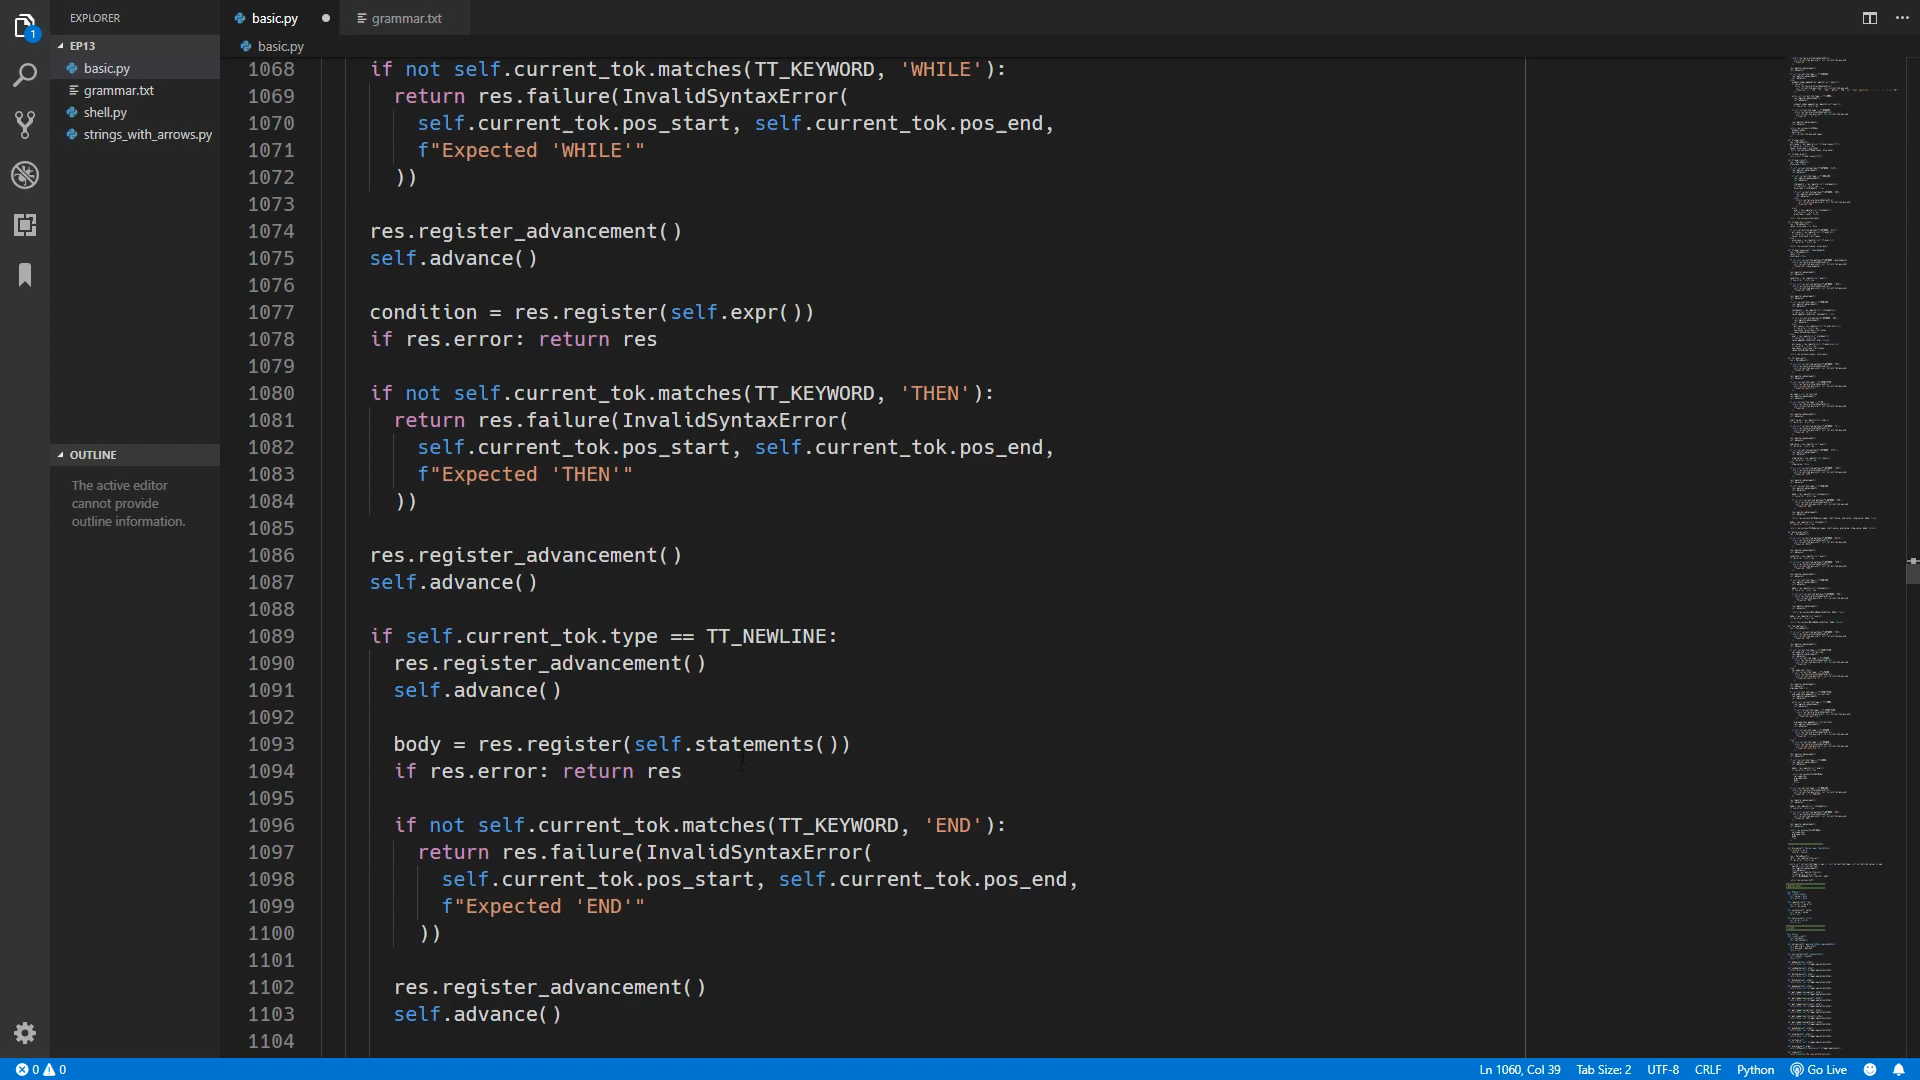 EXPLORER
basic.py
grammar.txt
1
EP13
basic.py
grammar.txt
shell.py
strings_with_arrows.py
OUTLINE
The active editor
cannot provide
outline information.
basic.py
1068 if not self.current_tok.matches(TT_KEYWORD, 'WHILE'):
1069 return res.failure(InvalidSyntaxError(
1070 self.current_tok.pos_start, self.current_tok.pos_end,
1071 f"Expected 'WHILE'"
1072 ))
1073
1074 res.register_advancement()
1075 self.advance()
1076
1077 condition = res.register(self.expr())
1078 if res.error: return res
1079
1080 if not self.current_tok.matches(TT_KEYWORD, 'THEN'):
1081 return res.failure(InvalidSyntaxError(
1082 self.current_tok.pos_start, self.current_tok.pos_end,
1083 f"Expected 'THEN'"
1084 ))
1085
1086 res.register_advancement()
1087 self.advance()
1088
1089 if self.current_tok.type == TT_NEWLINE:
1090 res.register_advancement()
1091 self.advance()
1092
1093 body = res.register(self.statements())
1094 if res.error: return res
1095
1096 if not self.current_tok.matches(TT_KEYWORD, 'END'):
1097 return res.failure(InvalidSyntaxError(
1098 self.current_tok.pos_start, self.current_tok.pos_end,
1099 f"Expected 'END'"
1100 ))
1101
1102 res.register_advancement()
1103 self.advance()
1104
0 0 Ln 1060, Col 39 Tab Size: 2 UTF-8 CRLF Python Go Live